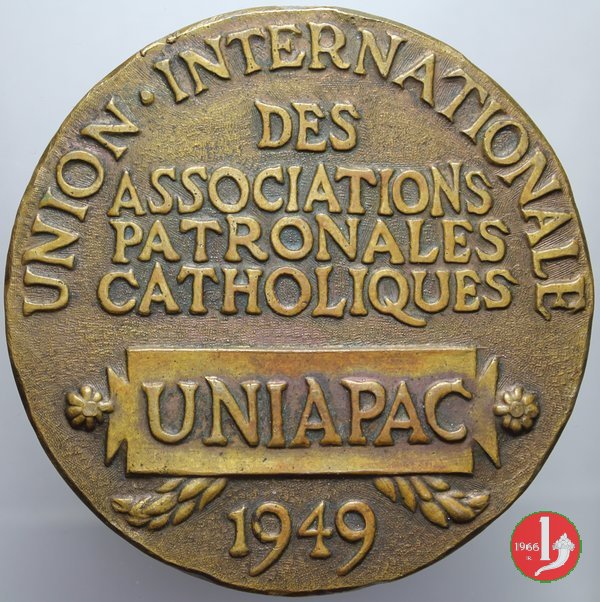 UNION · INTERNATIONALE
DES
ASSOCIATIONS
PATRONALES
CATHOLIQUES
UNIAPAC
1949
1966
R